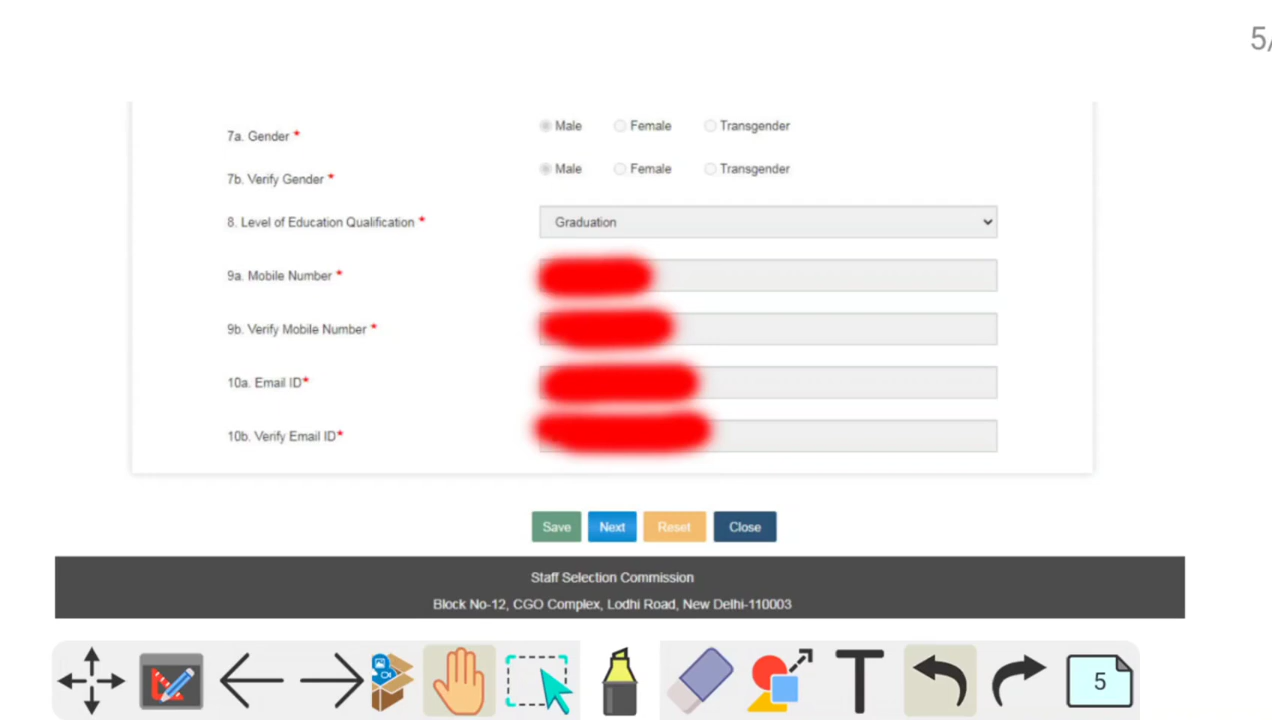 5/
7a. Gender *
Male Female Transgender
7b. Verify Gender *
Male Female Transgender
8. Level of Education Qualification *
Graduation
9a. Mobile Number *
9b. Verify Mobile Number *
10a. Email ID*
10b. Verify Email ID*
Save Next Reset Close
Staff Selection Commission
Block No-12, CGO Complex, Lodhi Road, New Delhi-110003
T
5